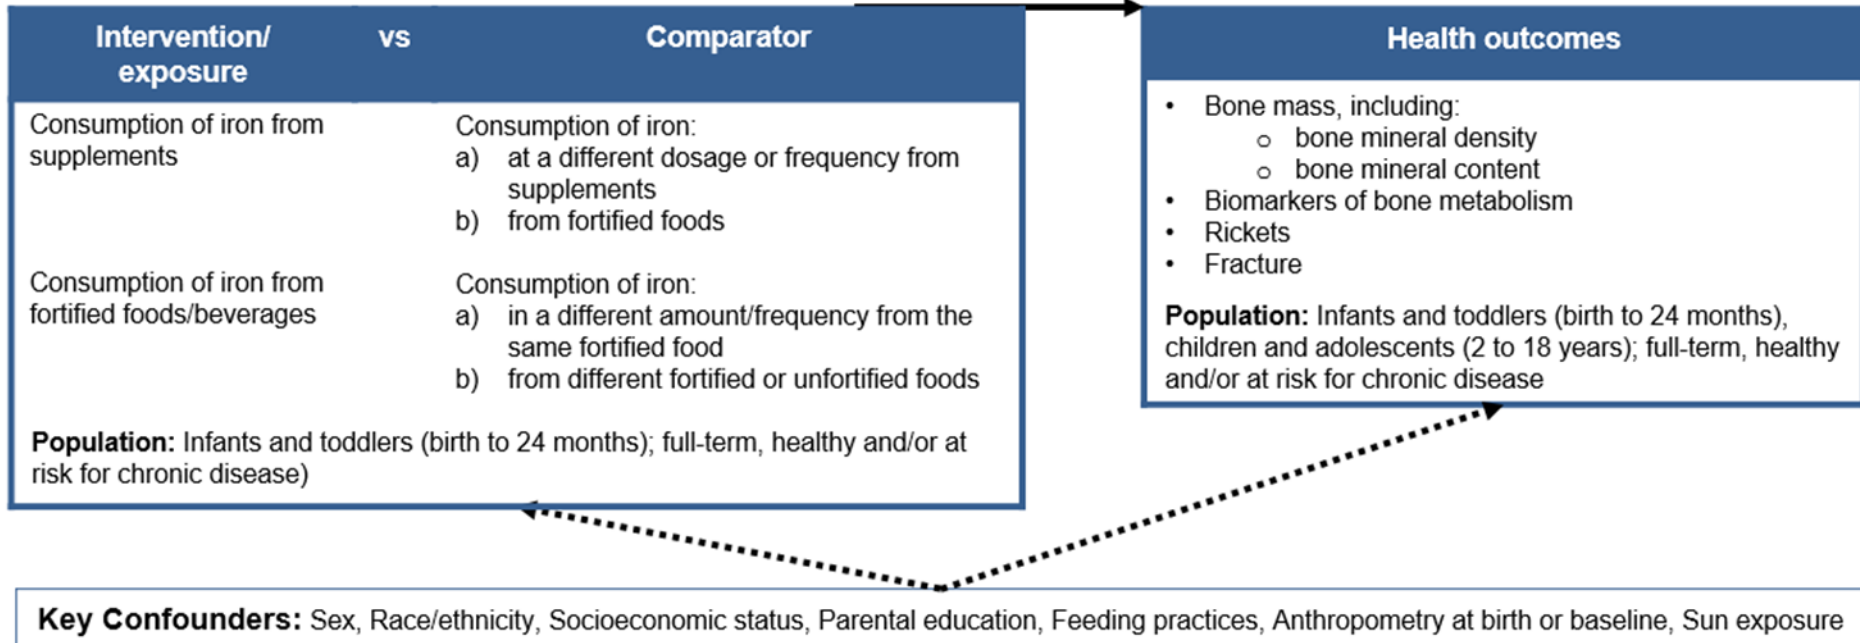 Intervention/ vs Comparator
exposure
Consumption of iron from
supplements
Consumption of iron:
a) at a different dosage or frequency from
supplements
b) from fortified foods
Consumption of iron from
fortified foods/beverages
Consumption of iron:
a) in a different amount/frequency from the
same fortified food
b) from different fortified or unfortified foods
Population: Infants and toddlers (birth to 24 months); full-term, healthy and/or at
risk for chronic disease)
Health outcomes
• Bone mass, including:
o bone mineral density
o bone mineral content
• Biomarkers of bone metabolism
• Rickets
• Fracture
Population: Infants and toddlers (birth to 24 months),
children and adolescents (2 to 18 years); full-term, healthy
and/or at risk for chronic disease
Key Confounders: Sex, Race/ethnicity, Socioeconomic status, Parental education, Feeding practices, Anthropometry at birth or baseline, Sun exposure